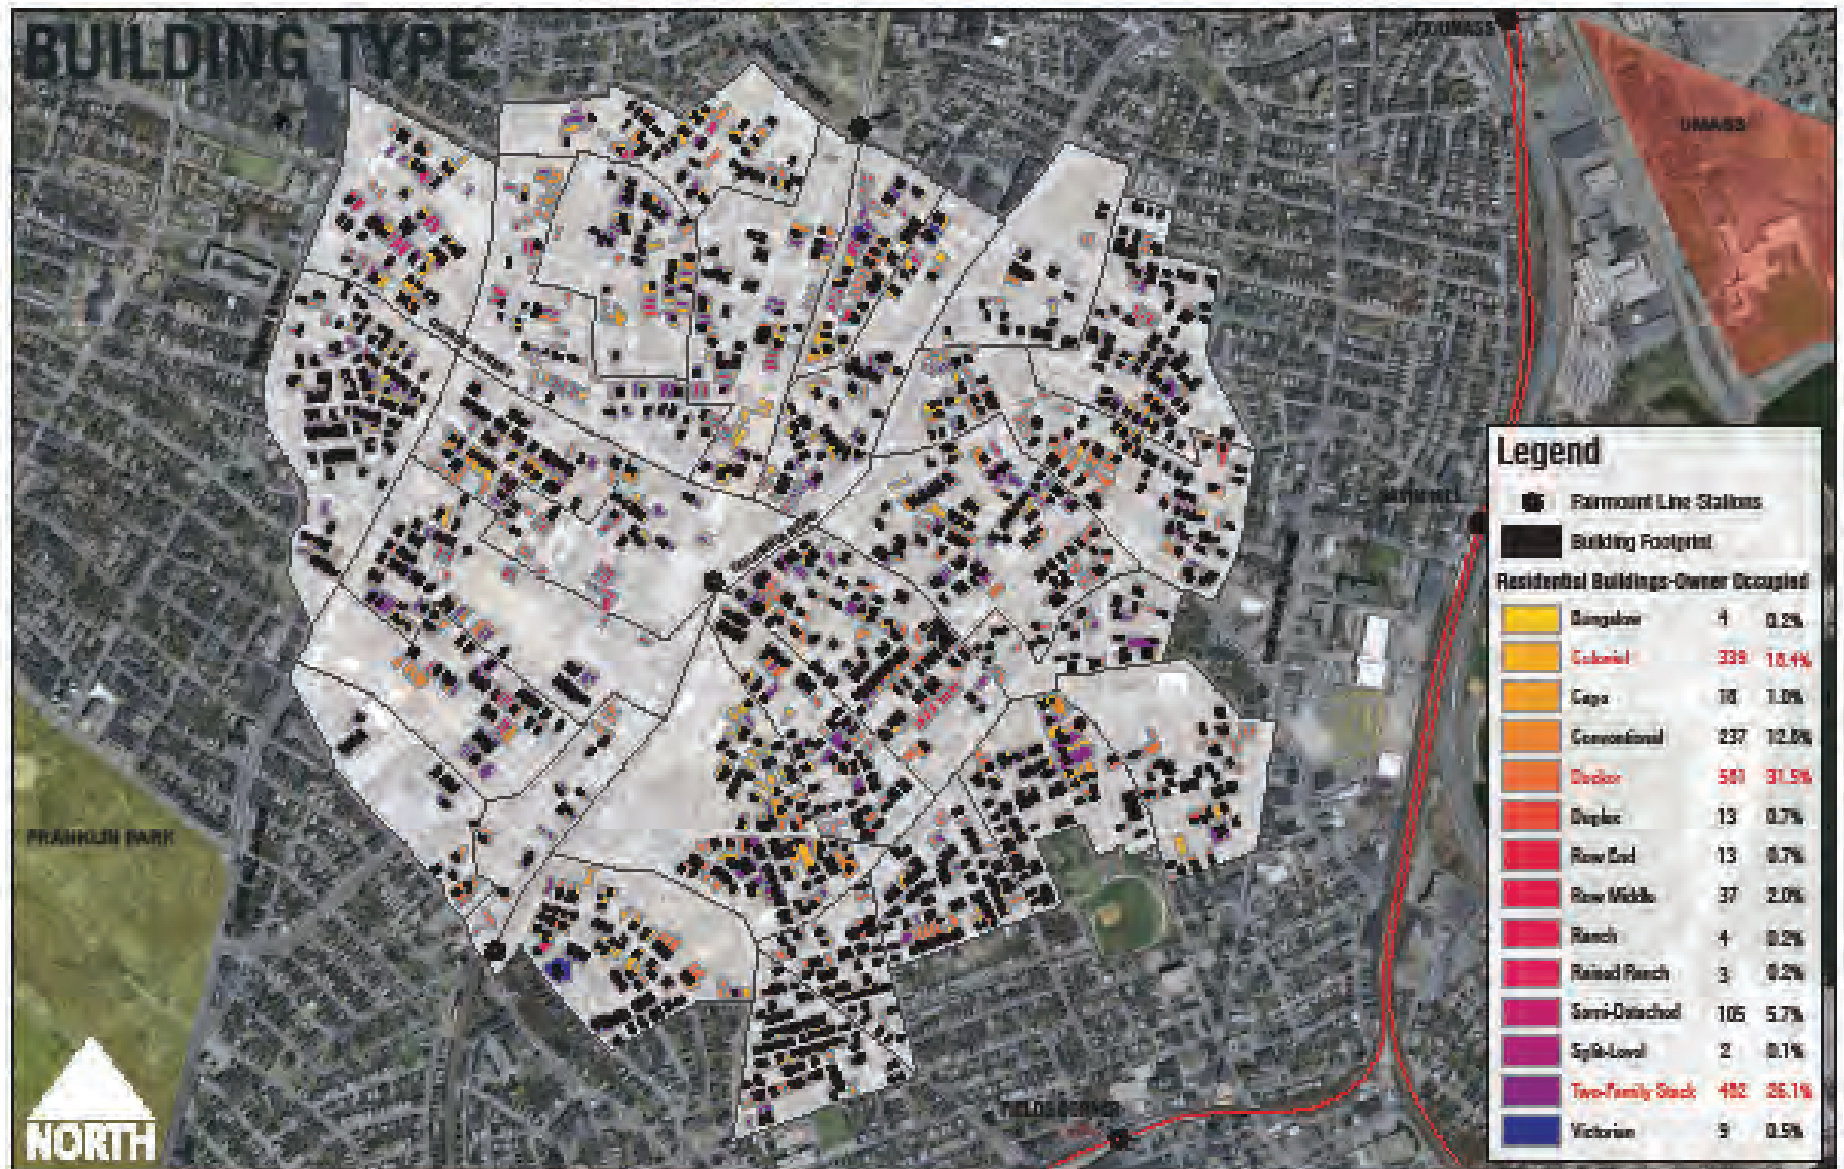 BUILDING TYPE
JFK/UMASS
UMASS
FRANKLIN PARK
NORTH
FIELDS CORNER
Legend
Fairmount Line Stations
Building Footprint
Residential Buildings-Owner Occupied
Bungalow 4 0.2%
Colonial 339 18.4%
Cape 18 1.0%
Conventional 237 12.8%
Decker 581 31.5%
Duplex 13 0.7%
Row End 13 0.7%
Row Middle 37 2.0%
Ranch 4 0.2%
Raised Ranch 3 0.2%
Semi-Detached 105 5.7%
Split-Level 2 0.1%
Two-Family Stack 482 26.1%
Victorian 9 0.5%